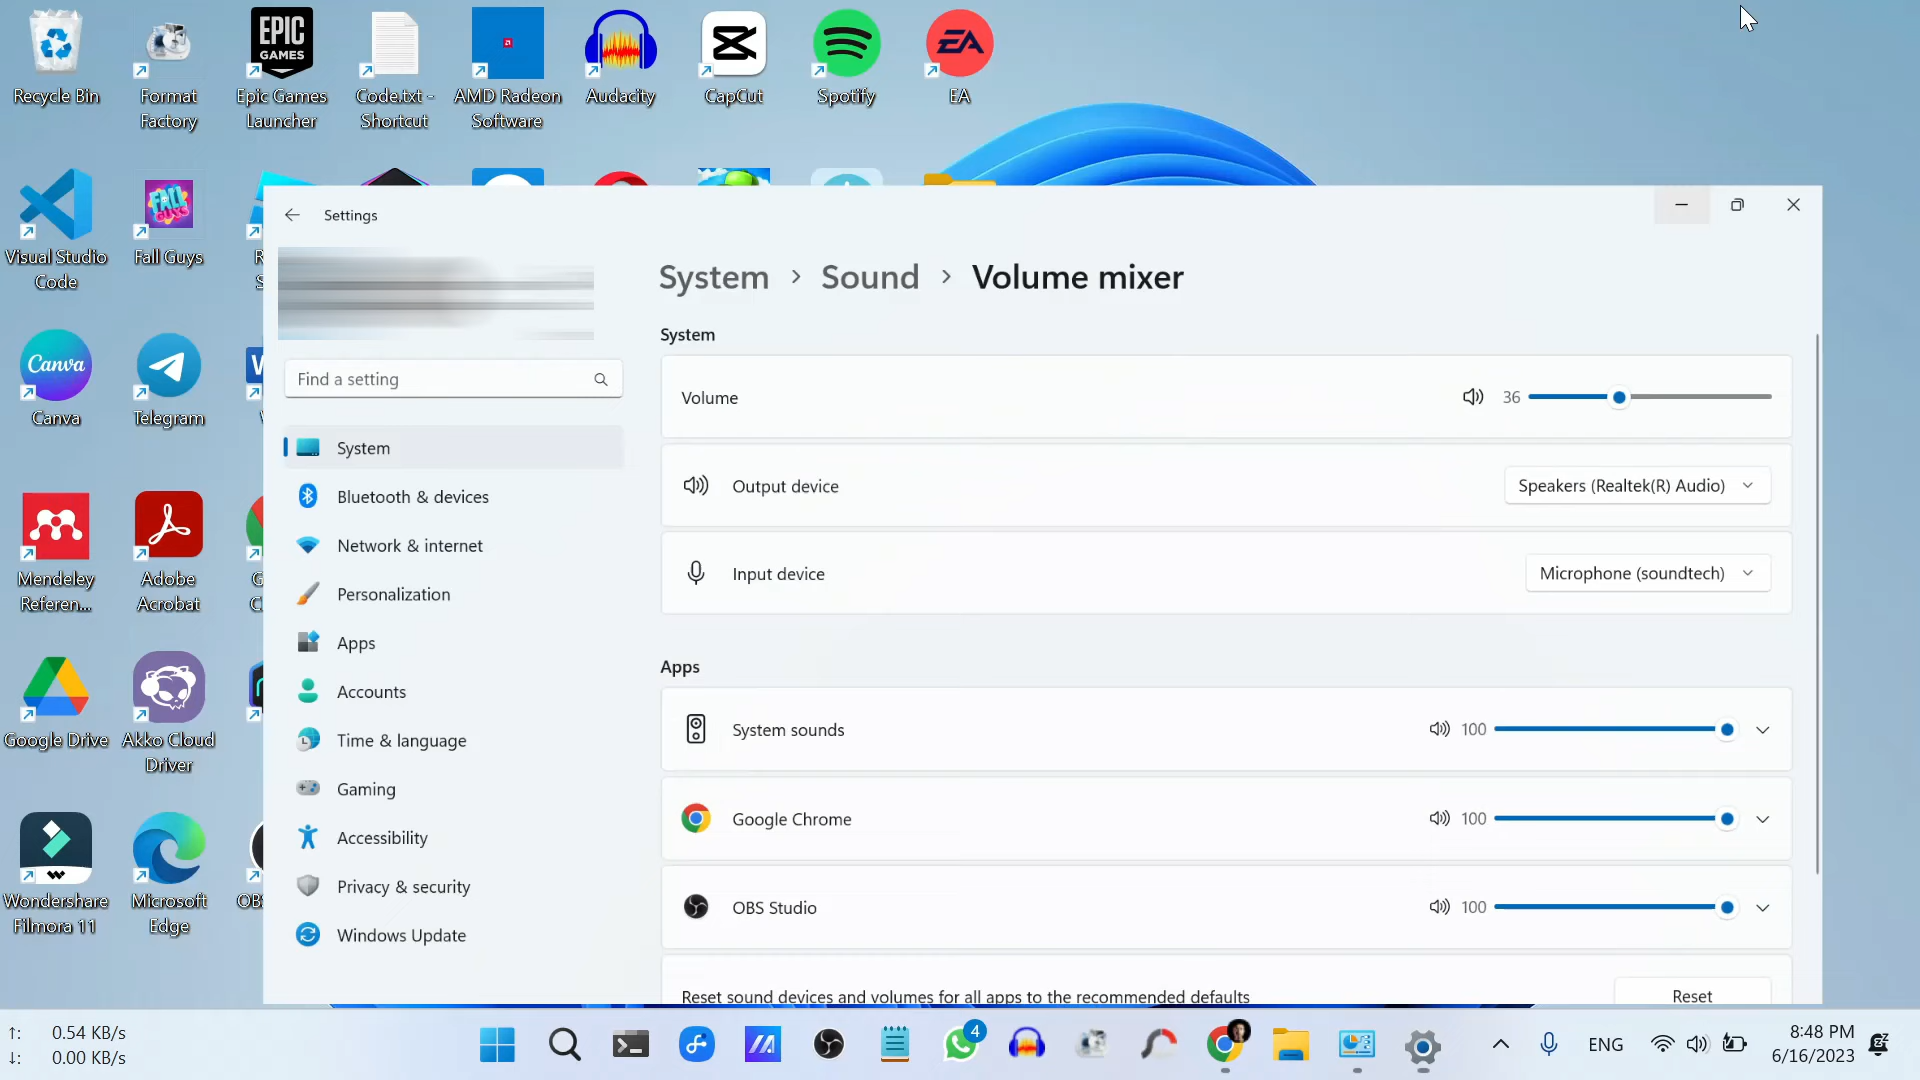 Recycle Bin
Format
Factory
EPIC
GAMES
Epic Games
Launcher
Code.txt -
Shortcut
AMD Radeon
Software
Audacity
CapCut
Spotify
EA
EA
Visual Studio
Code
FALL
GUYS
Fall Guys
Canva
Canva
Telegram
Mendeley
Referen...
Adobe
Acrobat
Google Drive
Akko Cloud
Driver
Wondershare
Filmora 11
Microsoft
Edge
Settings
Find a setting
System
Bluetooth & devices
Network & internet
Personalization
Apps
Accounts
Time & language
Gaming
Accessibility
Privacy & security
Windows Update
System > Sound > Volume mixer
System
Volume 36
Output device Speakers (Realtek(R) Audio)
Input device Microphone (soundtech)
Apps
System sounds 100
Google Chrome 100
OBS Studio 100
Reset sound devices and volumes for all apps to the recommended defaults Reset
↑: 0.54 KB/s
↓: 0.00 KB/s
4
ENG
8:48 PM
6/16/2023